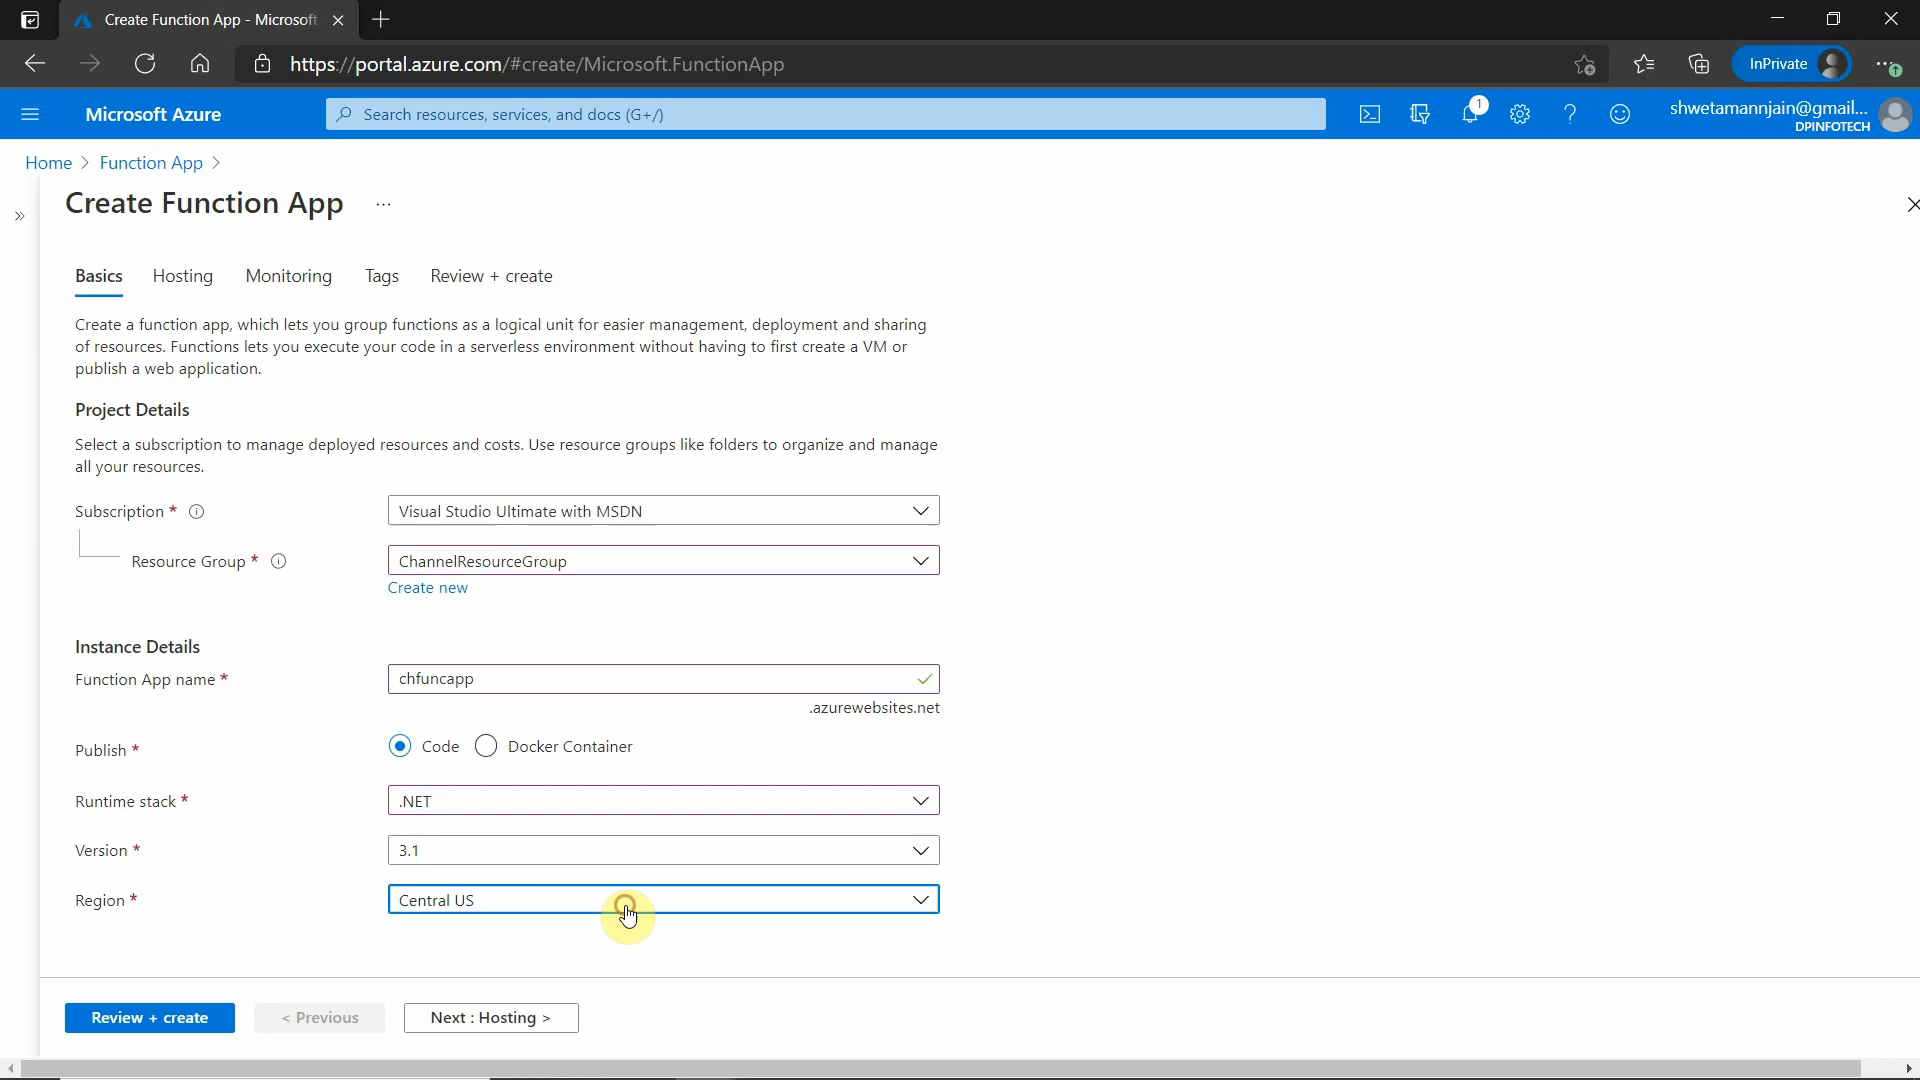 Create Function App - Microsoft
https://portal.azure.com/#create/Microsoft.FunctionApp
InPrivate
Microsoft Azure
Search resources, services, and docs (G+/)
1
shwetamannjain@gmail...
DPINFOTECH
Home > Function App >
Create Function App ...
Basics Hosting Monitoring Tags Review + create
Create a function app, which lets you group functions as a logical unit for easier management, deployment and sharing
of resources. Functions lets you execute your code in a serverless environment without having to first create a VM or
publish a web application.
Project Details
Select a subscription to manage deployed resources and costs. Use resource groups like folders to organize and manage
all your resources.
Subscription * Visual Studio Ultimate with MSDN
Resource Group * ChannelResourceGroup
Create new
Instance Details
Function App name * chfuncapp
.azurewebsites.net
Publish * Code Docker Container
Runtime stack * .NET
Version * 3.1
Region * Central US
Review + create < Previous Next : Hosting >